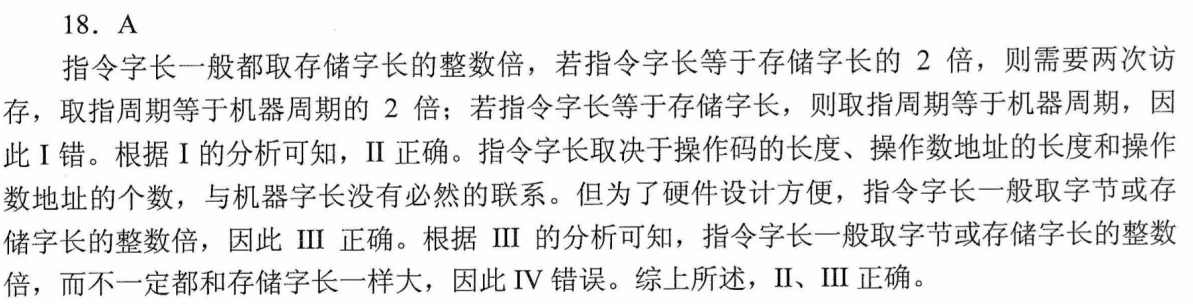 18．A
指令字长一般都取存储字长的整数倍，若指令字长等于存储字长的 2 倍，则需要两次访
存，取指周期等于机器周期的 2 倍；若指令字长等于存储字长，则取指周期等于机器周期，因
此 I 错。根据 I 的分析可知，II 正确。指令字长取决于操作码的长度、操作数地址的长度和操作
数地址的个数，与机器字长没有必然的联系。但为了硬件设计方便，指令字长一般取字节或存
储字长的整数倍，因此 III 正确。根据 III 的分析可知，指令字长一般取字节或存储字长的整数
倍，而不一定都和存储字长一样大，因此 IV 错误。综上所述，II、III 正确。